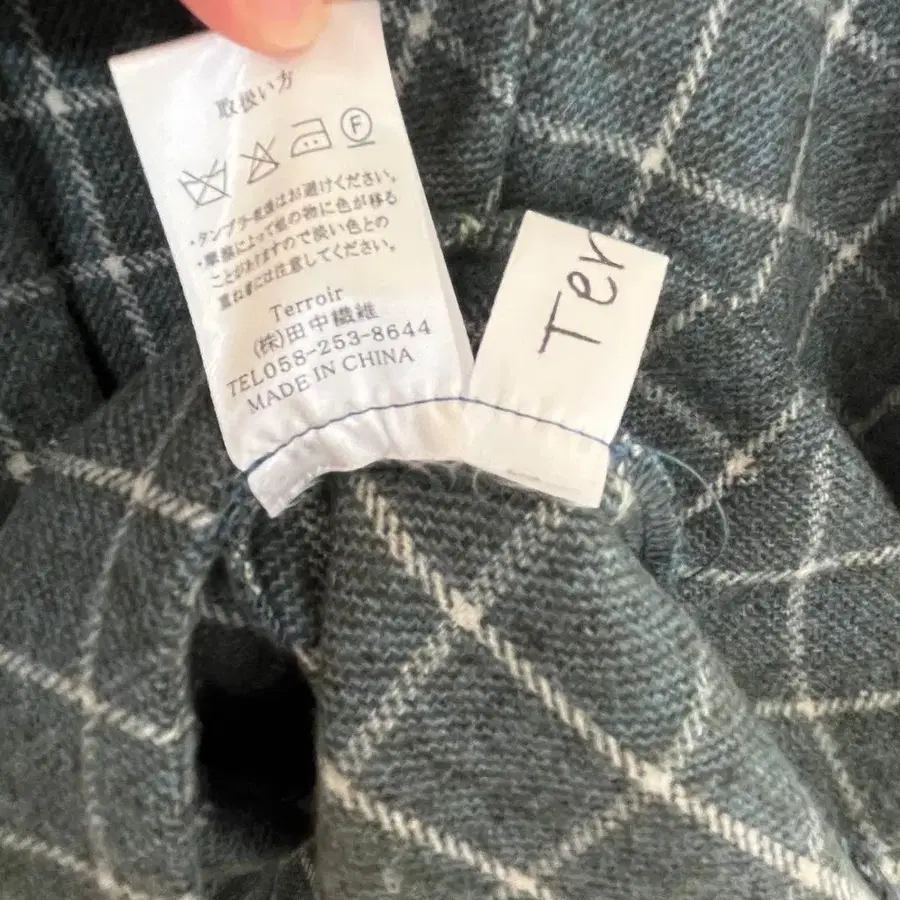 取扱い方
F
・タンブラー乾燥はお避けください。
・摩擦によって他の物に色が移る
ことがありますので淡い色との
重ね着には注意してください。
Terroir
(株)田中繊維
TEL058-253-8644
MADE IN CHINA
Ter